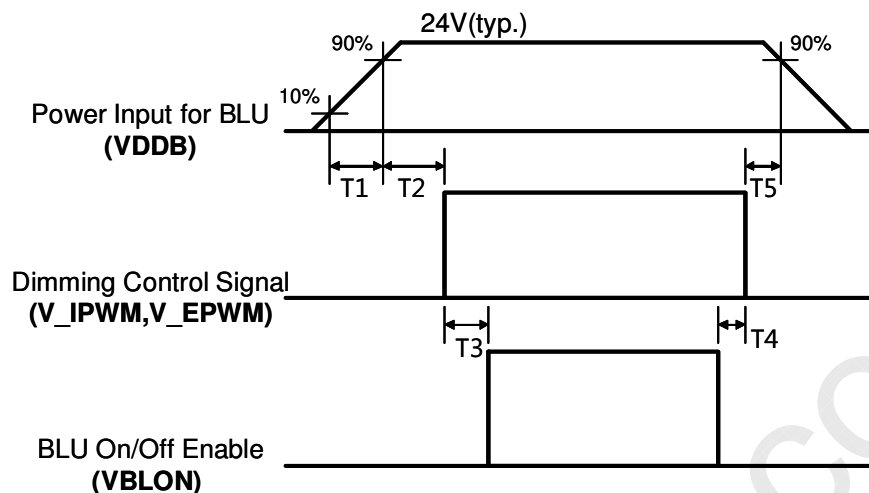 24V(typ.)
90%
90%
10%
Power Input for BLU
(VDDB)
T1
T2
T5
Dimming Control Signal
(V_IPWM,V_EPWM)
T3
T4
BLU On/Off Enable
(VBLON)